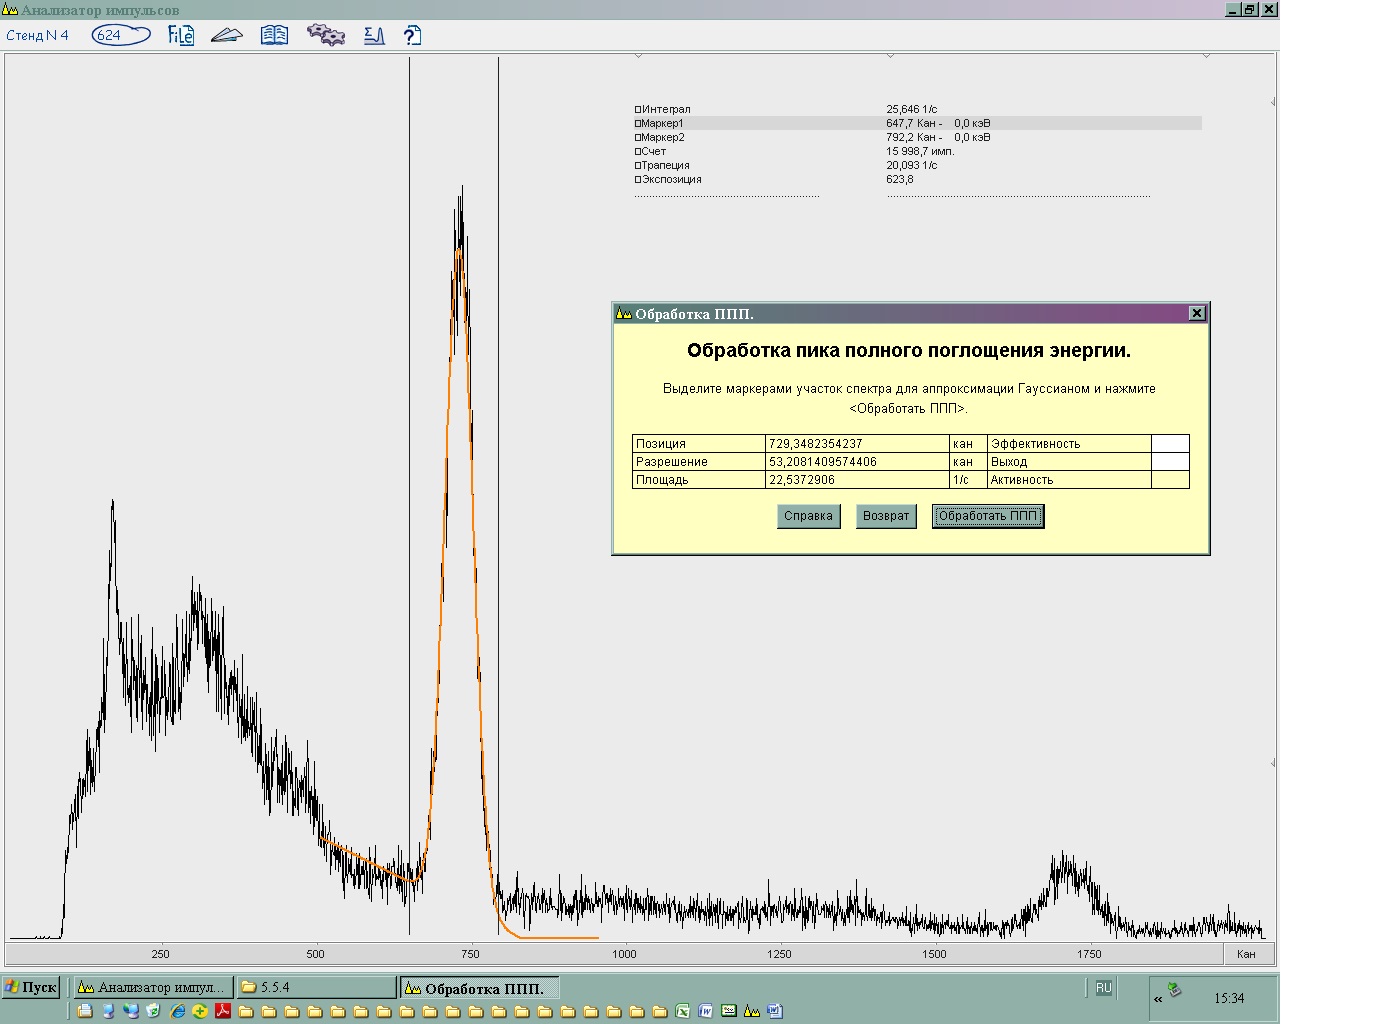 Анализатор импульсов
Стенд N 4 624 File
Интеграл 25,646 1/с
Маркер1 647,7 Кан - 0,0 кэВ
Маркер2 792,2 Кан - 0,0 кэВ
Счет 15 998,7 имп.
Трапеция 20,093 1/с
Экспозиция 623,8
Обработка ППП.
Обработка пика полного поглощения энергии.
Выделите маркерами участок спектра для аппроксимации Гауссианом и нажмите
<Обработать ППП>.
Позиция 729,3482354237 кан Эффективность
Разрешение 53,2081409574406 кан Выход
Площадь 22,5372906 1/с Активность
Справка Возврат Обработать ППП
250 500 750 1000 1250 1500 1750 Кан
Пуск Анализатор импул... 5.5.4 Обработка ППП. RU « 15:34